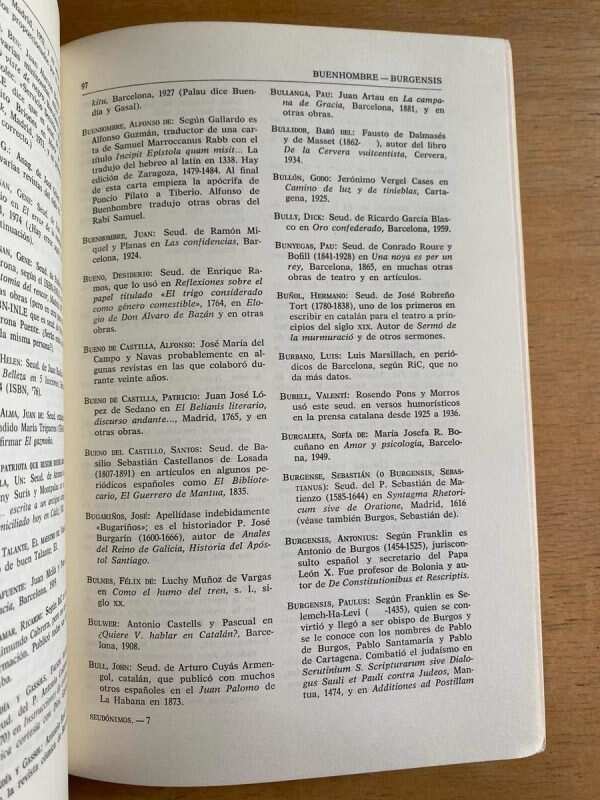 97
BUENHOMBRE — BURGENSIS
kito, Barcelona, 1927 (Palau dice Buen-
día y Gasal).
BUENHOMBRE, ALFONSO DE: Según Gallardo es
Alfonso Guzmán, traductor de una car-
ta de Samuel Marroccanus Rabb con el
título Incipit Epistola quam misit... La
tradujo del hebreo al latín en 1338. Hay
edición de Zaragoza, 1479-1484. Al final
de esta carta empieza la apócrifa de
Poncio Pilato a Tiberio. Alfonso de
Buenhombre tradujo otras obras del
Rabí Samuel.
BUENHOMBRE, JUAN: Seud. de Ramón Mi-
quel y Planas en Las confidencias, Bar-
celona, 1924.
BUENO, DESIDERIO: Seud. de Enrique Ra-
mos, que lo usó en Reflexiones sobre el
papel titulado «El trigo considerado
como género comestible», 1764, en Elo-
gio de Don Alvaro de Bazán y en otras
obras.
BUENO DE CASTILLA, ALFONSO: José María del
Campo y Navas probablemente en al-
gunas revistas en las que colaboró du-
rante veinte años.
BUENO DE CASTILLA, PATRICIO: Juan José Ló-
pez de Sedano en El Belianis literario,
discurso andante..., Madrid, 1765, y en
otras obras.
BUENO DEL CASTILLO, SANTOS: Seud. de Ba-
silio Sebastián Castellanos de Losada
(1807-1891) en artículos en algunos pe-
riódicos españoles como El Bibliote-
cario, El Guerrero de Mantua, 1835.
BUGARIÑOS, JOSÉ: Apellídase indebidamente
«Bugariños»; es el historiador P. José
Burgarín (1600-1666), autor de Anales
del Reino de Galicia, Historia del Após-
tol Santiago.
BULNES, FÉLIX DE: Luchy Muñoz de Vargas
en Como el humo del tren, s. l., si-
glo XX.
BULWER: Antonio Castells y Pascual en
¿Quiere V. hablar en Catalán?, Barce-
lona, 1908.
BULL, JOHN: Seud. de Arturo Cuyás Armen-
gol, catalán, que publicó con muchos
otros españoles en el Juan Palomo de
La Habana en 1873.
SEUDÓNIMOS. — 7
BULLANGA, PAU: Juan Artau en La campa-
na de Gracia, Barcelona, 1881, y en
otras obras.
BULLIDOR, BARÓ DEL: Fausto de Dalmasés
y de Masset (1862- ), autor del libro
De la Cervera vuitcentista, Cervera,
1934.
BULLÓN, GODO: Jerónimo Vergel Cases en
Camino de luz y de tinieblas, Carta-
gena, 1925.
BULLY, DICK: Seud. de Ricardo García Blas-
co en Oro confederado, Barcelona, 1959.
BUNYEGAS, PAU: Seud. de Conrado Roure y
Bofill (1841-1928) en Una noya es per un
rey, Barcelona, 1865, en muchas otras
obras de teatro y en artículos.
BUÑOL, HERMANO: Seud. de José Robreño
Tort (1780-1838), uno de los primeros en
escribir en catalán para el teatro a prin-
cipios del siglo XIX. Autor de Sermó de
la murmuració y de otros sermones.
BURBANO, LUIS: Luis Marsillach, en perió-
dicos de Barcelona, según RiC, que no
da más datos.
BURELL, VALENTÍ: Rosendo Pons y Morros
usó este seud. en versos humorísticos
en la prensa catalana desde 1925 a 1936.
BURGALETA, SOFÍA DE: María Josefa R. Bo-
cuñano en Amor y psicología, Barcelo-
na, 1949.
BURGENSE, SEBASTIÁN (O BURGENSIS, SEBAS-
TIANUS): Seud. del P. Sebastián de Ma-
tienzo (1585-1644) en Syntagma Rhetori-
cum sive de Oratione, Madrid, 1616
(véase también Burgos, Sebastián de).
BURGENSIS, ANTONIUS: Según Franklin es
Antonio de Burgos (1454-1525), juriscon-
sulto español y secretario del Papa
León X. Fue profesor de Bolonia y au-
tor de De Constitutionibus et Rescriptis.
BURGENSIS, PAULUS: Según Franklin es Se-
lemch-Ha-Levi ( -1435), quien se con-
virtió y llegó a ser obispo de Burgos y
se le conoce con los nombres de Pablo
de Burgos, Pablo Santamaría y Pablo
de Cartagena. Combatió el judaísmo en
Scrutinium S. Scripturarum sive Dialo-
gus Sauli et Pauli contra Judeos, Man-
tua, 1474, y en Additiones ad Postillam